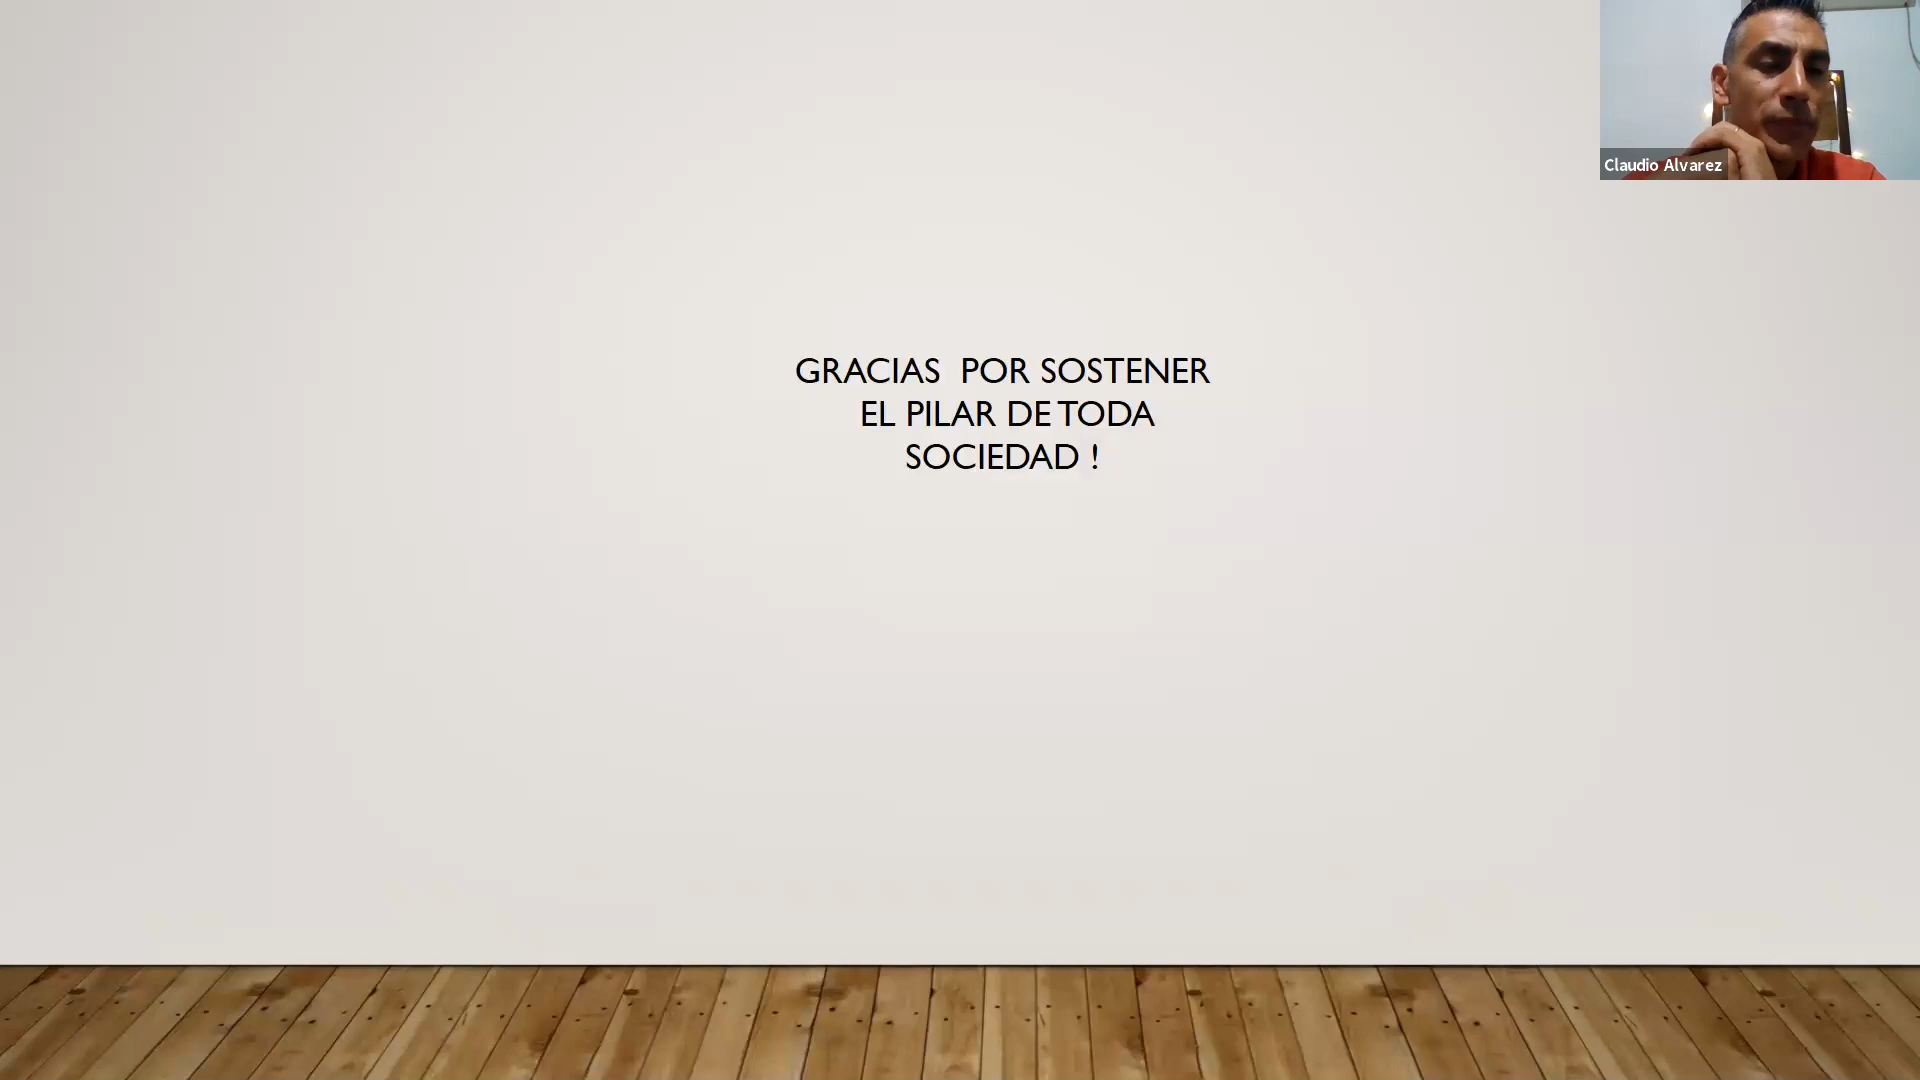 Claudio Alvarez
GRACIAS  POR SOSTENER
EL PILAR DE TODA
SOCIEDAD !